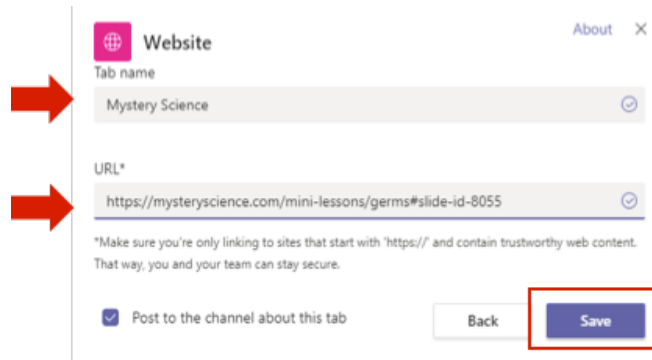 About
Website
Tab name
Mystery Science
URL*
https://mysteryscience.com/mini-lessons/germs#slide-id-8055
*Make sure you're only linking to sites that start with 'https://' and contain trustworthy web content.
That way, you and your team can stay secure.
Post to the channel about this tab
Back
Save